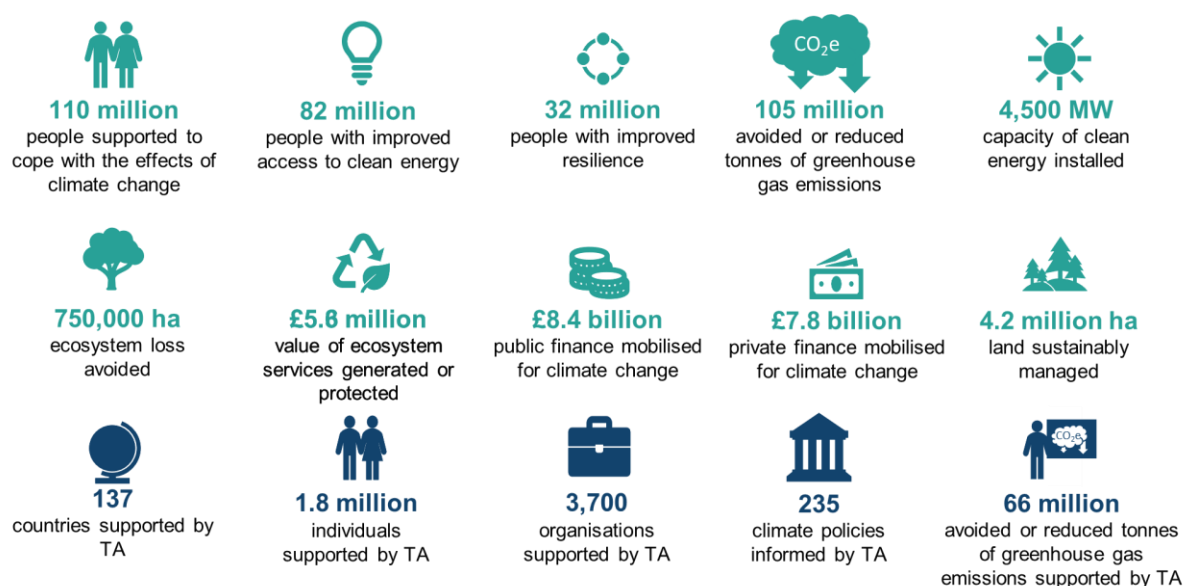 110 million
people supported to
cope with the effects of
climate change
82 million
people with improved
access to clean energy
32 million
people with improved
resilience
CO₂e
105 million
avoided or reduced
tonnes of greenhouse
gas emissions
4,500 MW
capacity of clean
energy installed
750,000 ha
ecosystem loss
avoided
£5.6 million
value of ecosystem
services generated or
protected
£8.4 billion
public finance mobilised
for climate change
£7.8 billion
private finance mobilised
for climate change
4.2 million ha
land sustainably
managed
137
countries supported by
TA
1.8 million
individuals
supported by TA
3,700
organisations
supported by TA
235
climate policies
informed by TA
CO₂e
66 million
avoided or reduced tonnes
of greenhouse gas
emissions supported by TA